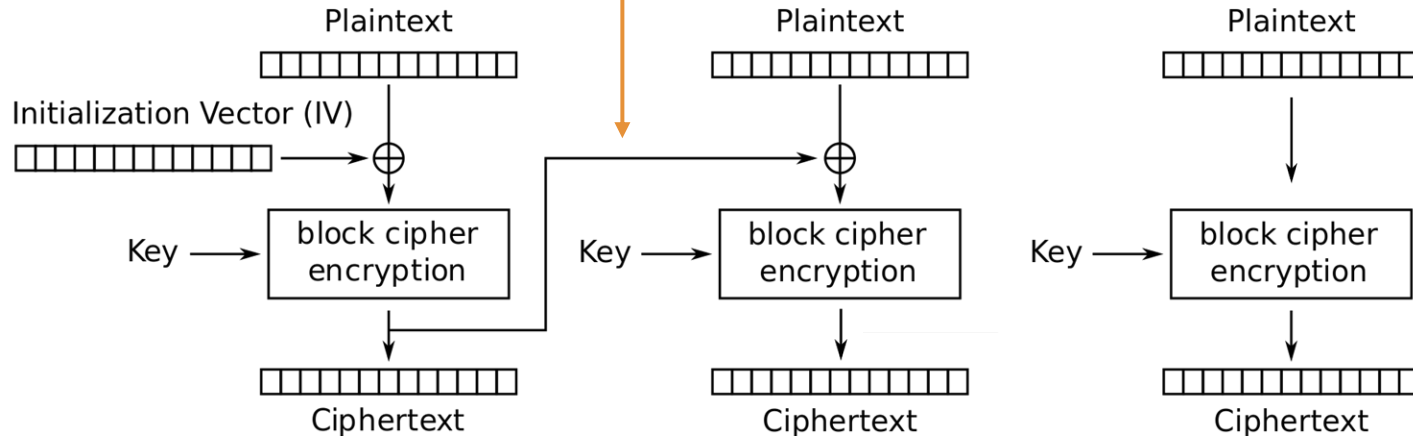 Plaintext
Plaintext
Plaintext
Initialization Vector (IV)
Key
block cipher
encryption
Key
block cipher
encryption
Key
block cipher
encryption
Ciphertext
Ciphertext
Ciphertext